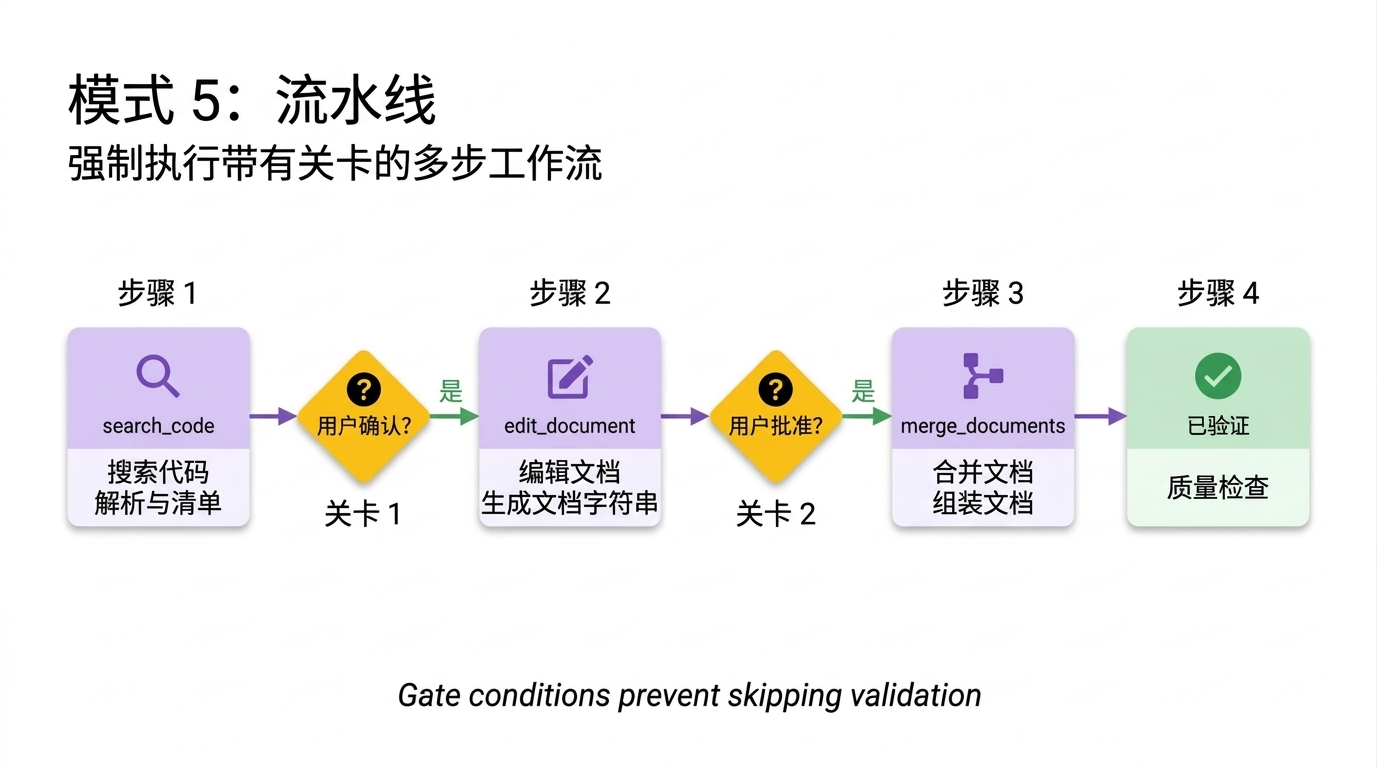 模式 5：流水线
强制执行带有关卡的多步工作流
步骤 1
search_code
搜索代码
解析与清单
用户确认？
关卡 1
是
步骤 2
edit_document
编辑文档
生成文档字符串
用户批准？
关卡 2
是
步骤 3
merge_documents
合并文档
组装文档
步骤 4
已验证
质量检查
Gate conditions prevent skipping validation